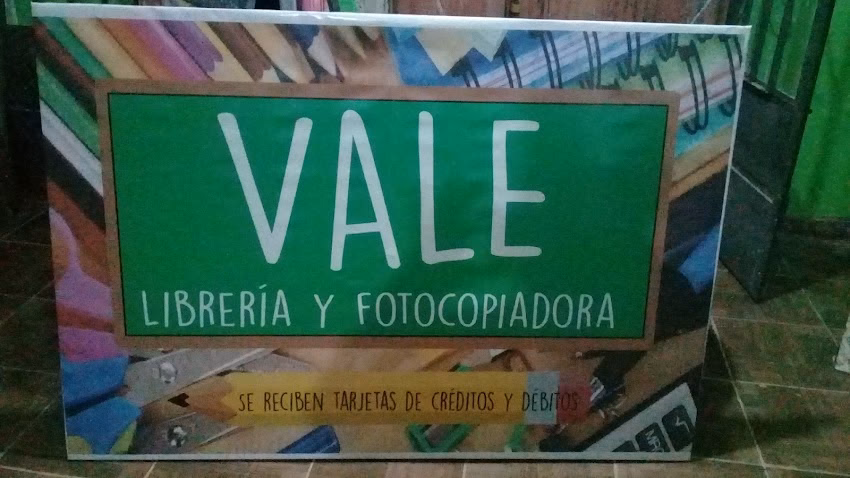 VALE
LIBRERÍA Y FOTOCOPIADORA
SE RECIBEN TARJETAS DE CRÉDITOS Y DÉBITOS